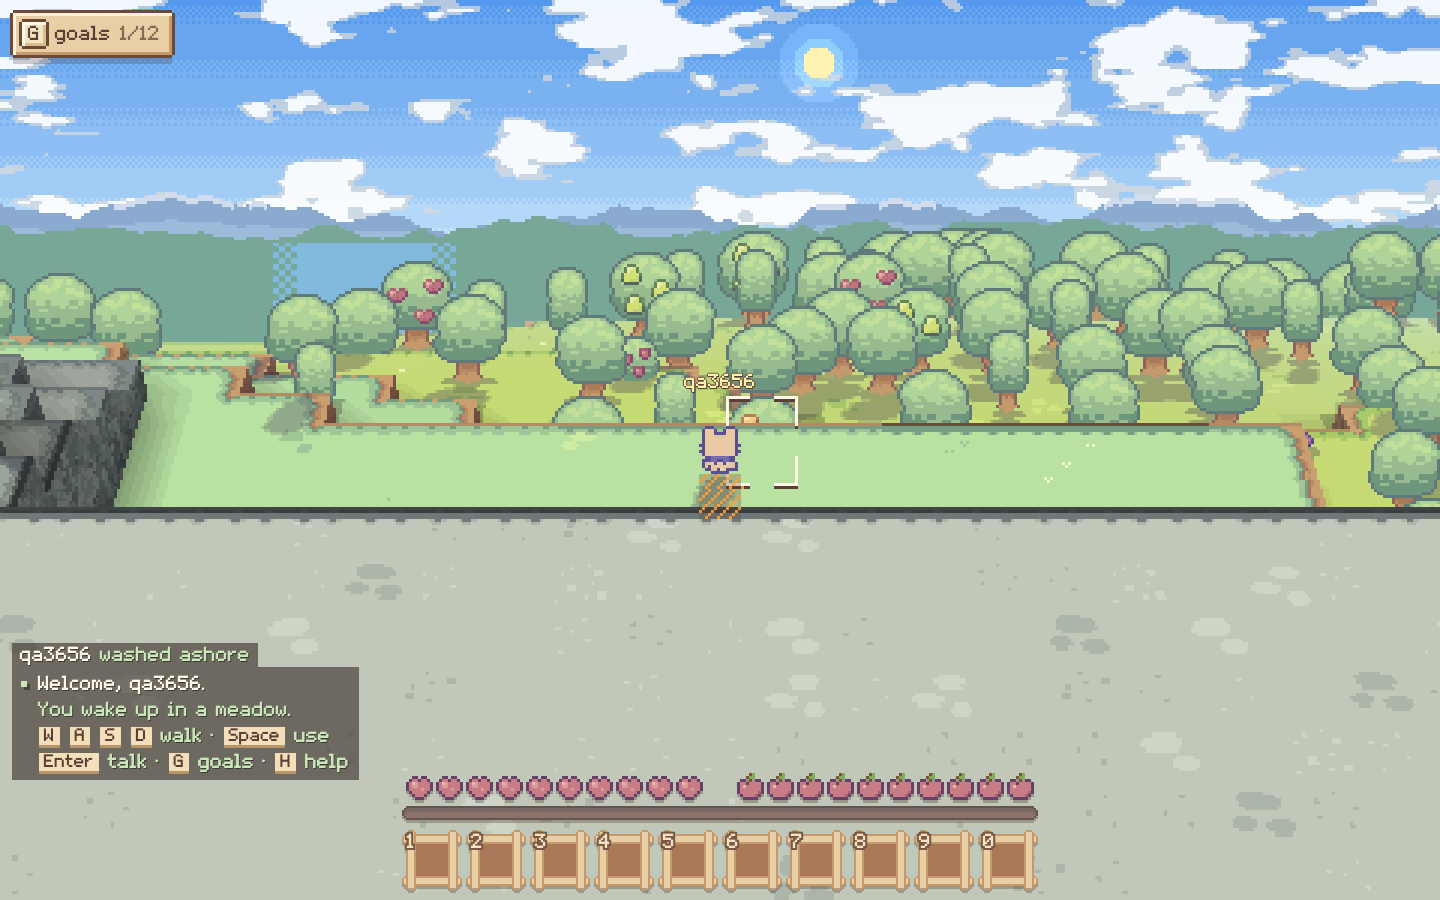 G goals 1/12
qa3656
qa3656 washed ashore
Welcome, qa3656.
You wake up in a meadow.
W A S D walk · Space use
Enter talk · G goals · H help
1 2 3 4 5 6 7 8 9 0